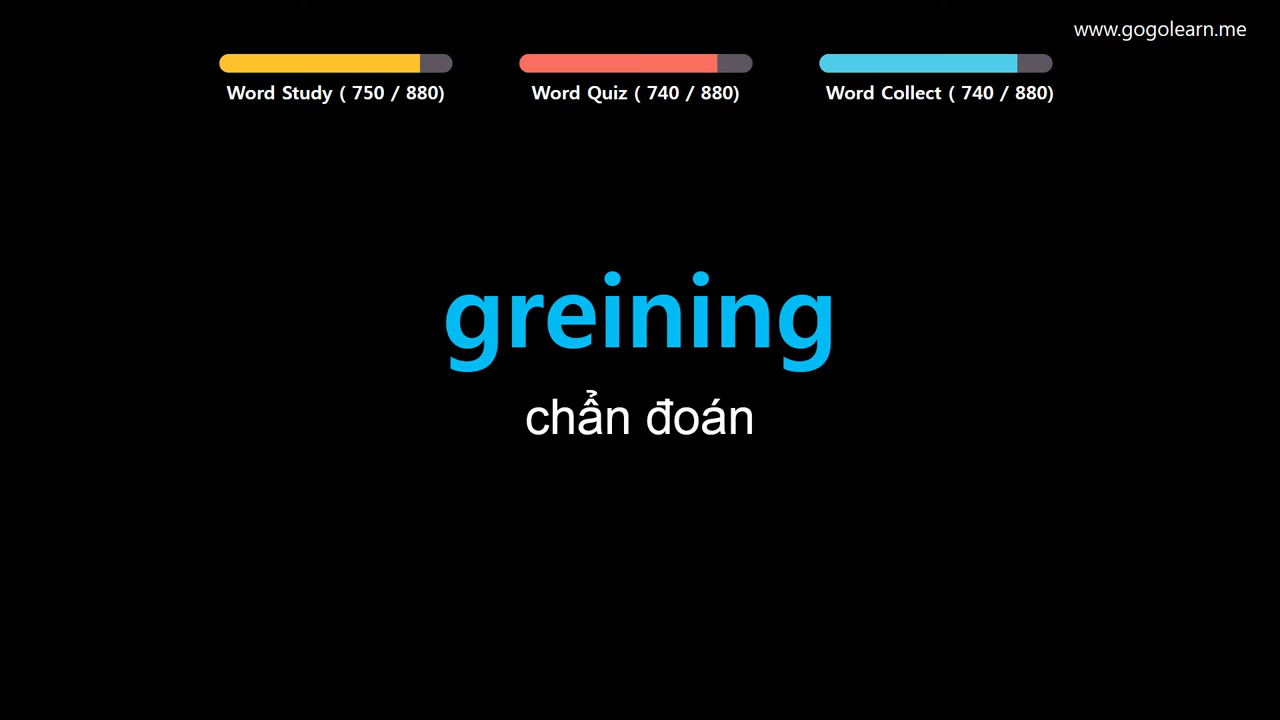 www.gogolearn.me
Word Study ( 750 / 880)
Word Quiz ( 740 / 880)
Word Collect ( 740 / 880)
greining
chẩn đoán